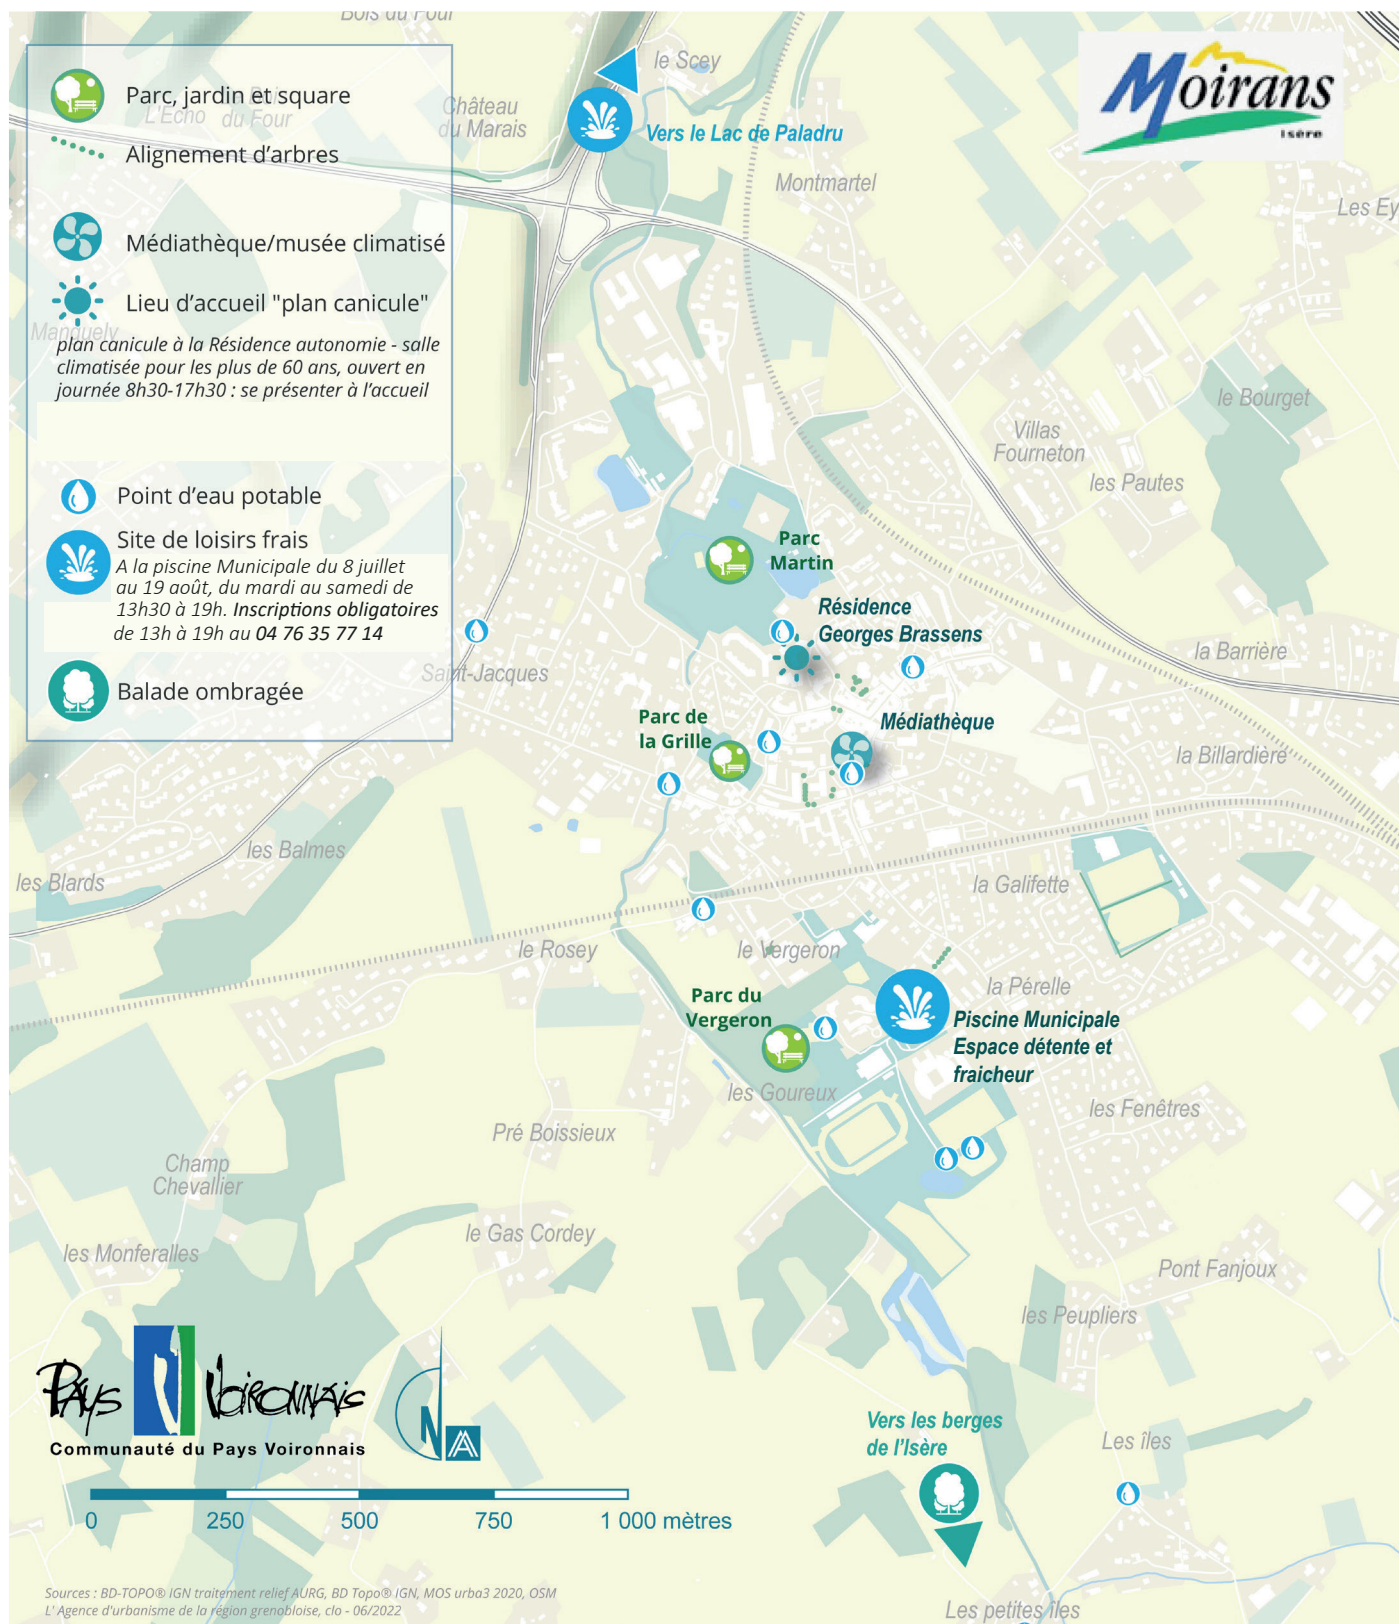 Bois du Four
le Scey
Parc, jardin et square
L'Echo
du Four
Château
du Marais
Vers le Lac de Paladru
Moirans
Isère
Alignement d'arbres
Montmartel
Les Ey
Médiathèque/musée climatisé
Lieu d'accueil "plan canicule"
Manguely
plan canicule à la Résidence autonomie - salle
climatisée pour les plus de 60 ans, ouvert en
journée 8h30-17h30 : se présenter à l'accueil
le Bourget
Villas
Fourneton
les Pautes
Point d'eau potable
Site de loisirs frais
A la piscine Municipale du 8 juillet
au 19 août, du mardi au samedi de
13h30 à 19h. Inscriptions obligatoires
de 13h à 19h au 04 76 35 77 14
Parc
Martin
Résidence
Georges Brassens
la Barrière
Saint-Jacques
Balade ombragée
Parc de
la Grille
Médiathèque
la Billardière
les Balmes
les Blards
la Galifette
le Rosey
le Vergeron
la Pérelle
Parc du
Vergeron
Piscine Municipale
Espace détente et
fraicheur
les Goureux
les Fenêtres
Pré Boissieux
Champ
Chevallier
le Gas Cordey
les Monferalles
Pont Fanjoux
les Peupliers
Pays Voironnais
Communauté du Pays Voironnais
N
Vers les berges
de l'Isère
Les îles
0 250 500 750 1 000 mètres
Sources : BD-TOPO® IGN traitement relief AURG, BD Topo® IGN, MOS urba3 2020, OSM
L' Agence d'urbanisme de la région grenobloise, clo - 06/2022
Les petites îles